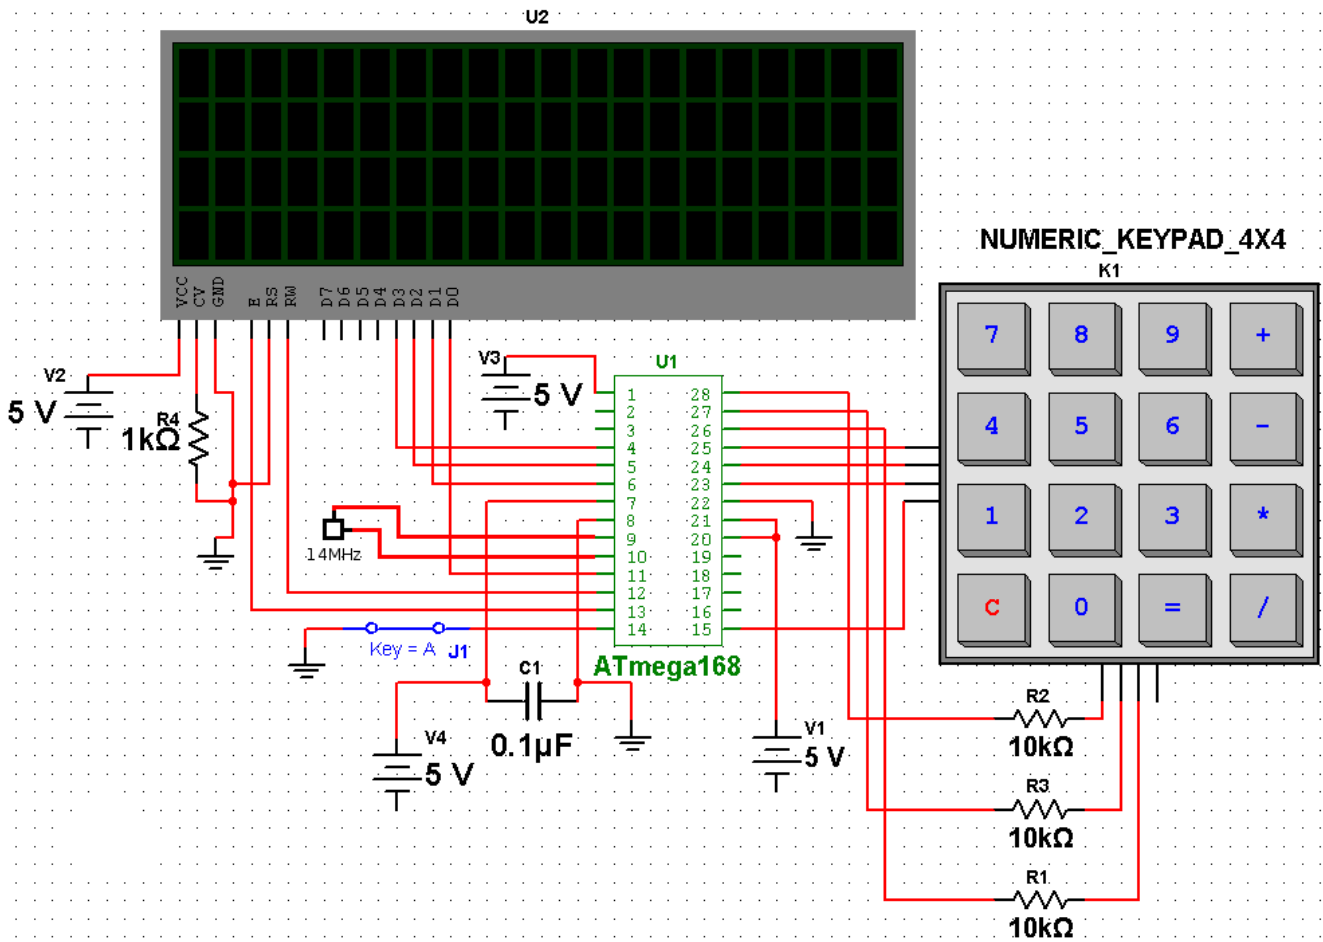 U2
VCC CV GND E RS RW D7 D6 D5 D4 D3 D2 D1 D0
NUMERIC_KEYPAD_4X4
K1
7 8 9 +
4 5 6 -
1 2 3 *
C 0 = /
V2
5 V
R4
1kΩ
V3
5 V
U1
1 28
2 27
3 26
4 25
5 24
6 23
7 22
8 21
9 20
10 19
11 18
12 17
13 16
14 15
ATmega168
14MHz
Key = A J1
C1
0.1µF
V4
5 V
V1
5 V
R2
10kΩ
R3
10kΩ
R1
10kΩ